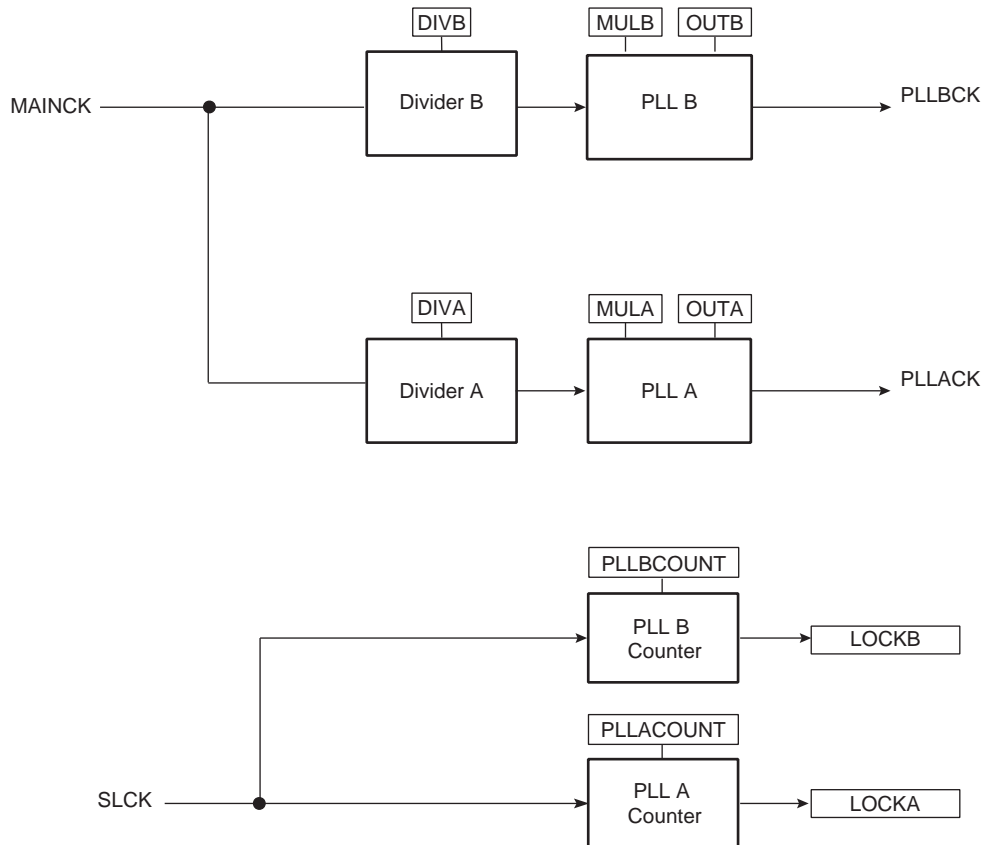 DIVB
MULB
OUTB
MAINCK
Divider B
PLL B
PLLBCK
DIVA
MULA
OUTA
Divider A
PLL A
PLLACK
PLLBCOUNT
PLL B
Counter
LOCKB
PLLACOUNT
SLCK
PLL A
Counter
LOCKA